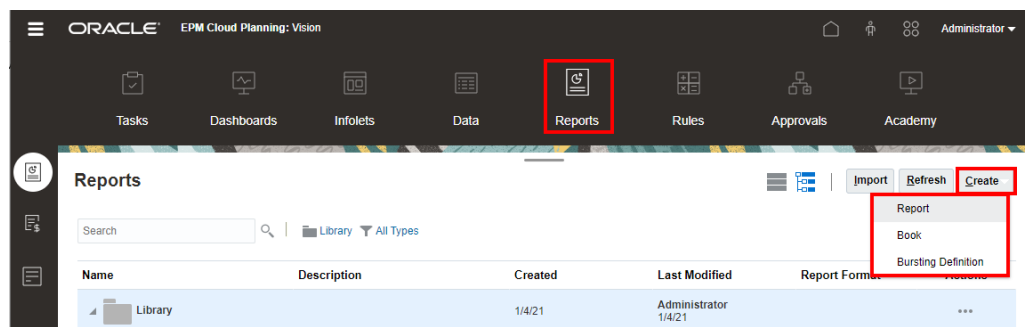 ORACLE EPM Cloud Planning: Vision Administrator
Tasks Dashboards Infolets Data Reports Rules Approvals Academy
Reports Import Refresh Create
Report
Search Library All Types
Book
Bursting Definition
Name Description Created Last Modified Report Format Actions
Library 1/4/21 Administrator
1/4/21